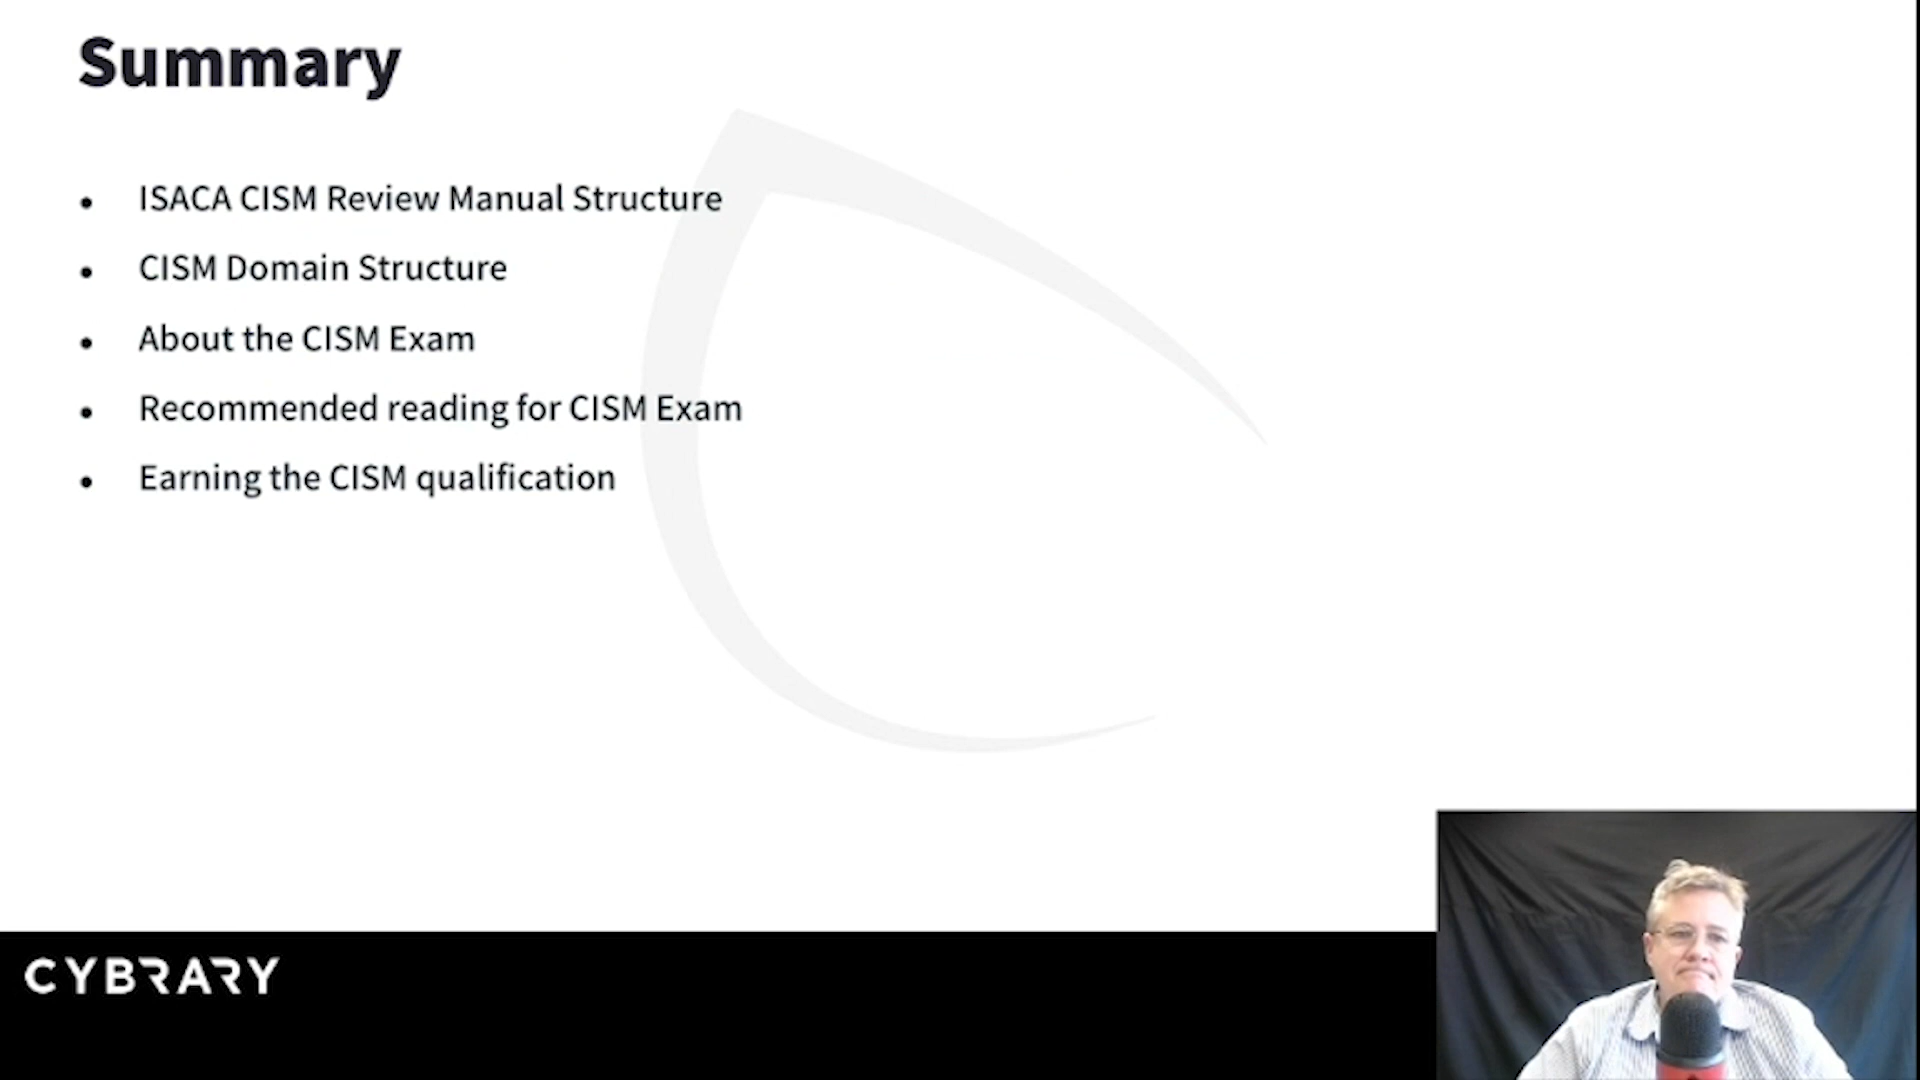 Summary
• ISACA CISM Review Manual Structure
• CISM Domain Structure
• About the CISM Exam
• Recommended reading for CISM Exam
• Earning the CISM qualification
CYBRARY